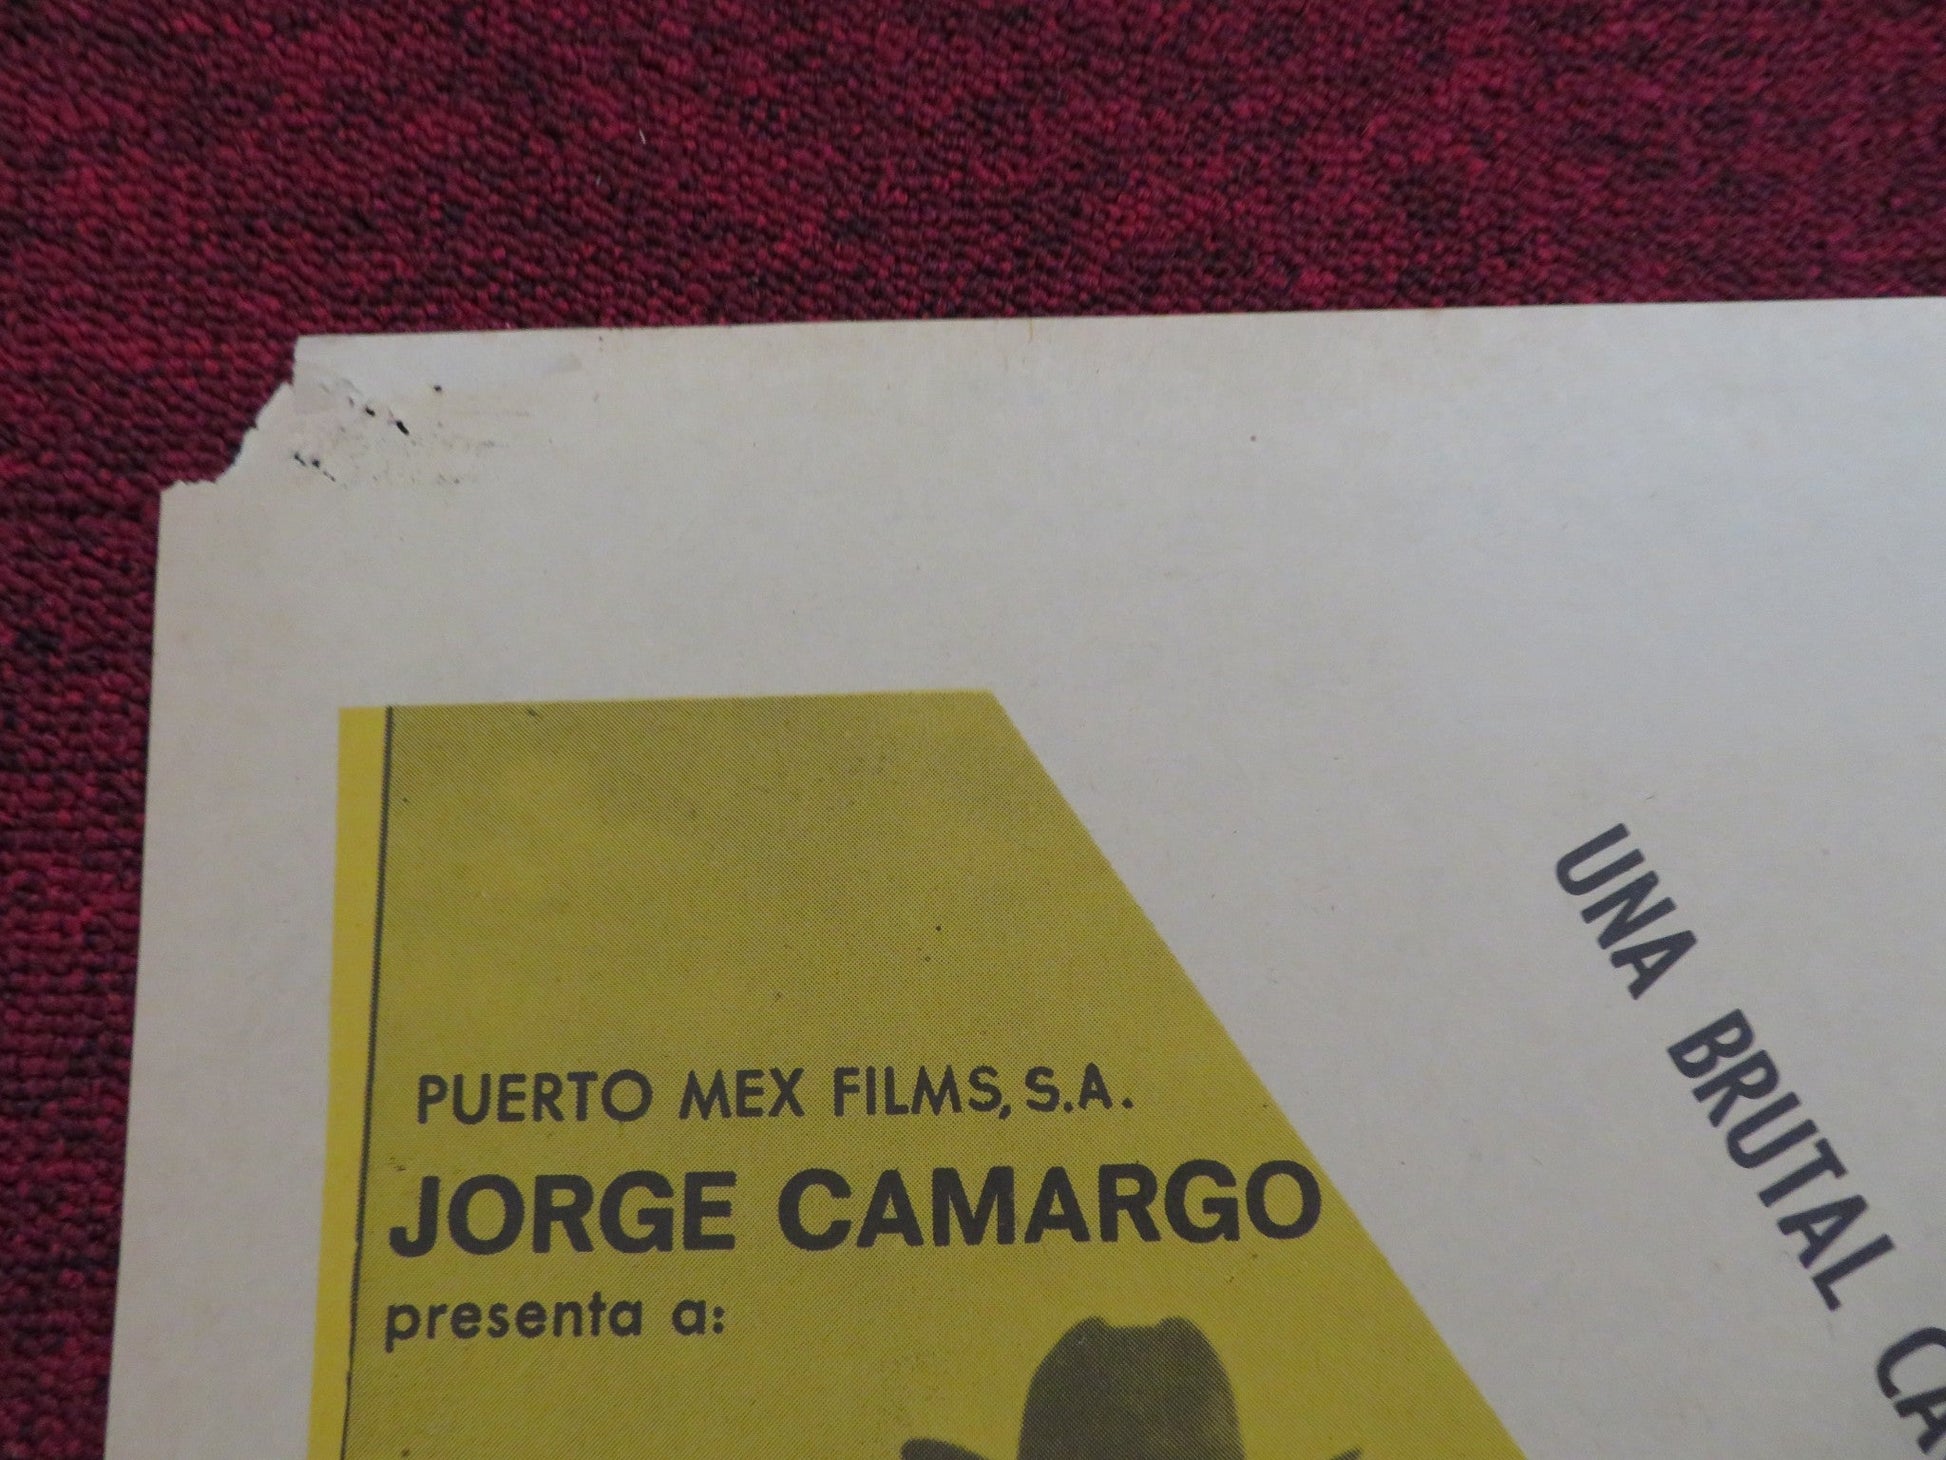 PUERTO MEX FILMS, S.A.
JORGE CAMARGO
presenta a:
UNA BRUTAL